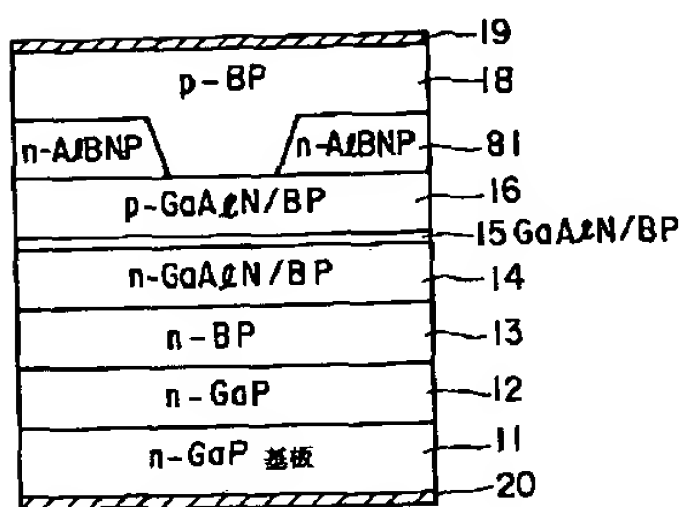 19
p-BP 18
n-AlBNP n-AlBNP 81
p-GaAlN/BP 16
15 GaAlN/BP
n-GaAlN/BP 14
n-BP 13
n-GaP 12
n-GaP 基板 11
20